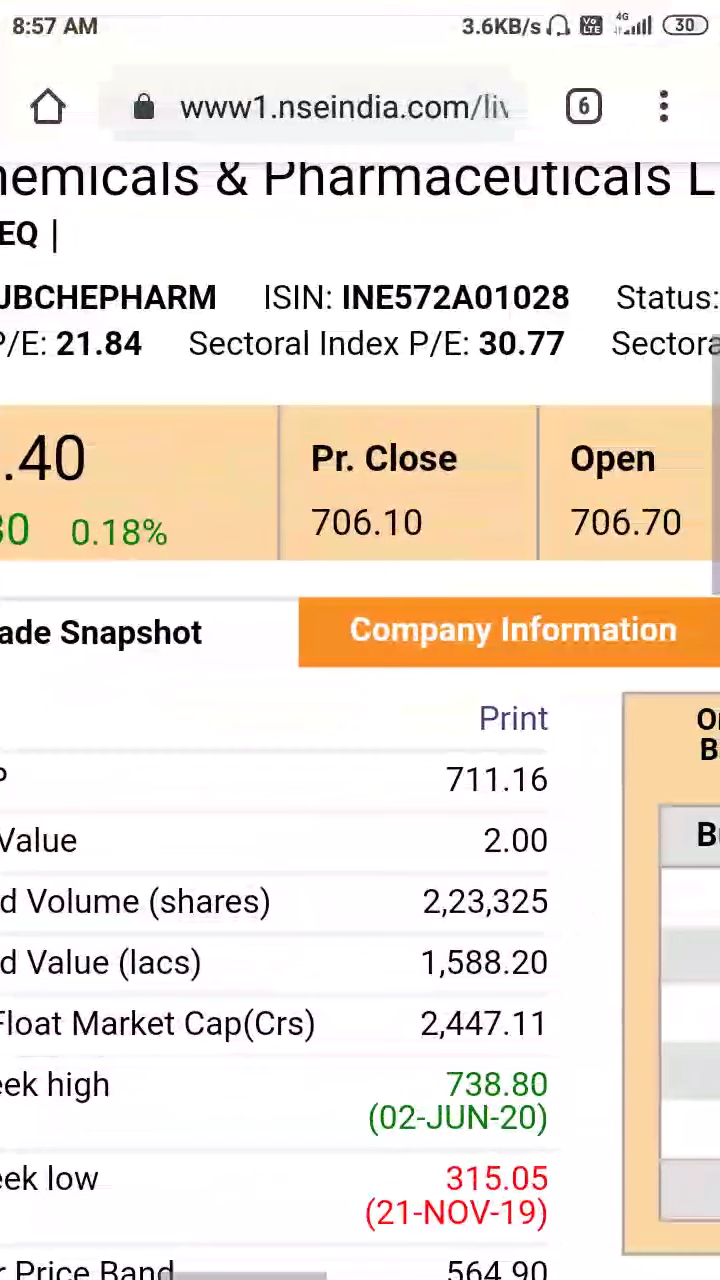 8:57 AM 3.6KB/s Vo LTE 4G 30
www1.nseindia.com/liv 6
hemicals & Pharmaceuticals L
EQ |
JBCHEPHARM ISIN: INE572A01028 Status:
P/E: 21.84 Sectoral Index P/E: 30.77 Sectora
.40 Pr. Close Open
30 0.18% 706.10 706.70
ade Snapshot Company Information
Print
P 711.16
Value 2.00
d Volume (shares) 2,23,325
d Value (lacs) 1,588.20
Float Market Cap(Crs) 2,447.11
eek high 738.80
(02-JUN-20)
eek low 315.05
(21-NOV-19)
r Price Band 564.90
O
B
B